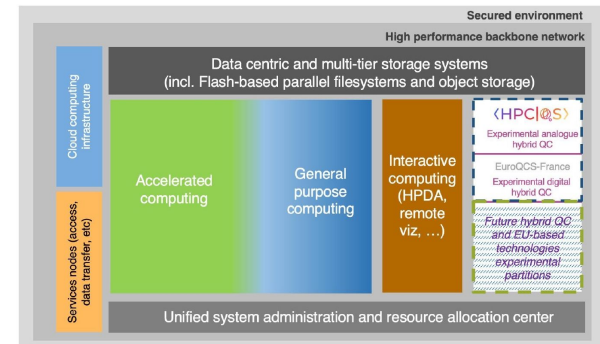 Secured environment
High performance backbone network
Cloud computing
infrastructure
Data centric and multi-tier storage systems
(incl. Flash-based parallel filesystems and object storage)
Accelerated
computing
General
purpose
computing
Interactive
computing
(HPDA,
remote
viz, …)
⟨HPC|QS⟩
Experimental analogue
hybrid QC
EuroQCS-France
Experimental digital
hybrid QC
Future hybrid QC
and EU-based
technologies
experimental
partitions
Services nodes (access,
data transfer, etc)
Unified system administration and resource allocation center